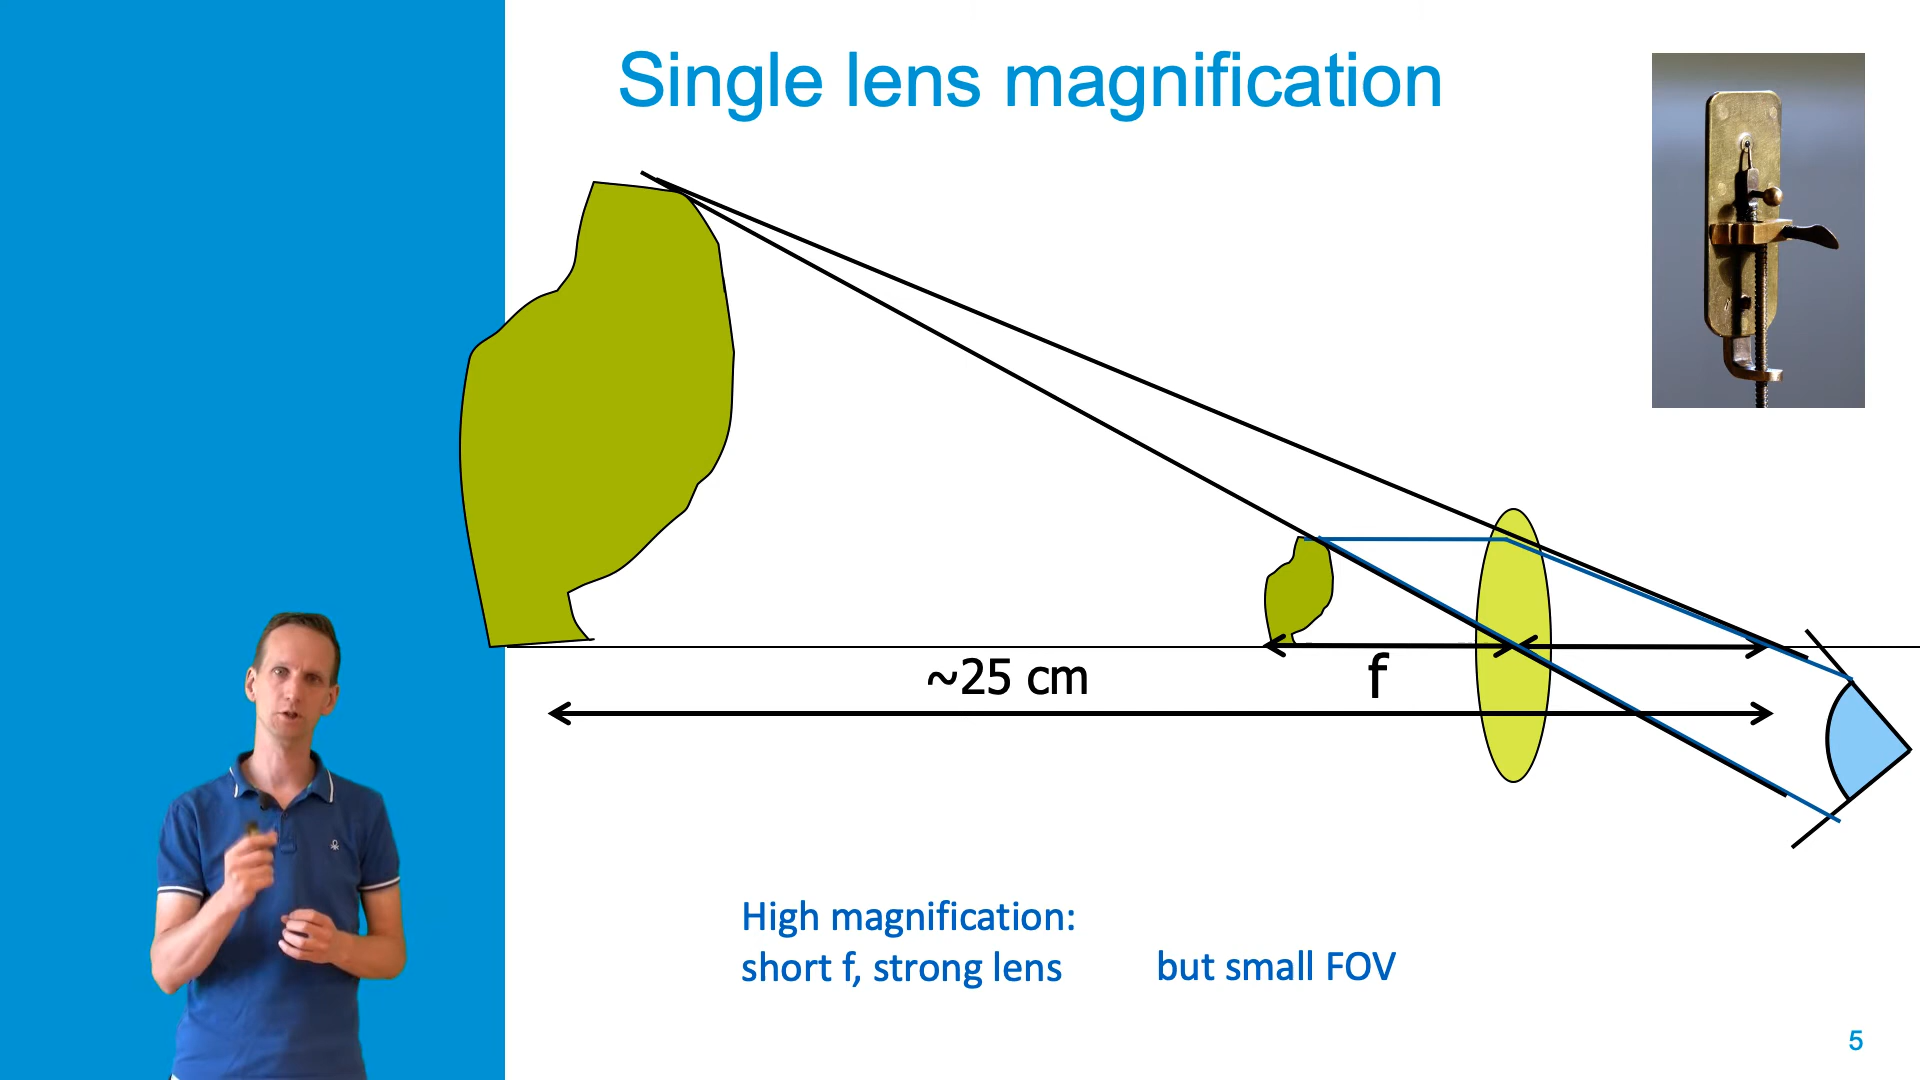 Single lens magnification
~25 cm
f
High magnification:
short f, strong lens
but small FOV
5